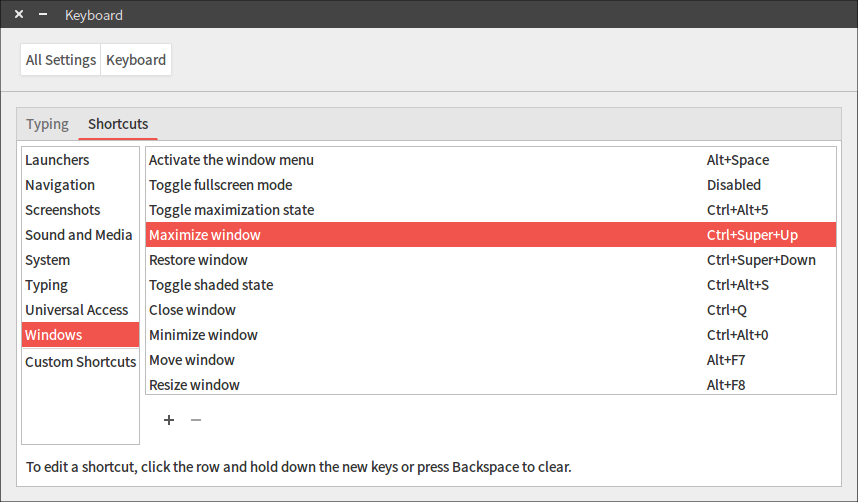 Keyboard
All Settings Keyboard
Typing Shortcuts
Launchers
Navigation
Screenshots
Sound and Media
System
Typing
Universal Access
Windows
Custom Shortcuts
Activate the window menu Alt+Space
Toggle fullscreen mode Disabled
Toggle maximization state Ctrl+Alt+5
Maximize window Ctrl+Super+Up
Restore window Ctrl+Super+Down
Toggle shaded state Ctrl+Alt+S
Close window Ctrl+Q
Minimize window Ctrl+Alt+0
Move window Alt+F7
Resize window Alt+F8
To edit a shortcut, click the row and hold down the new keys or press Backspace to clear.